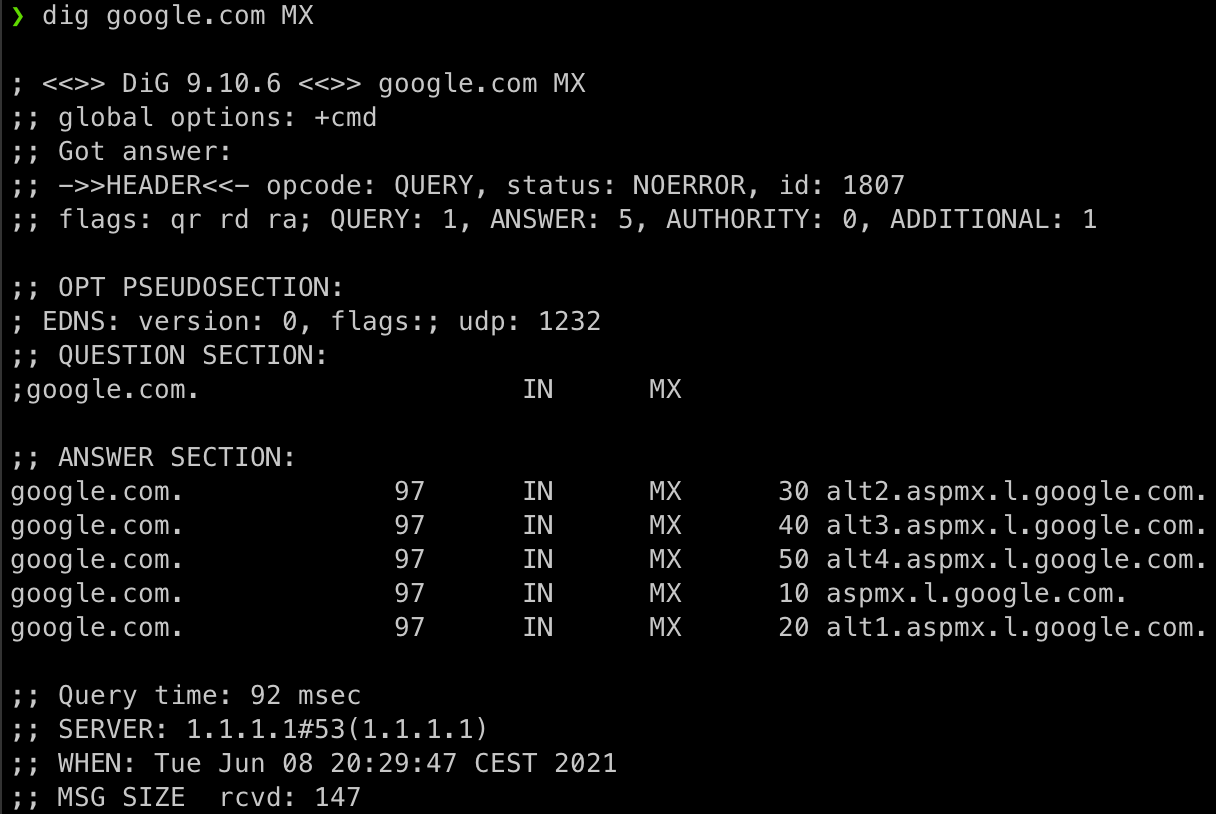 ❯ dig google.com MX
; <<>> DiG 9.10.6 <<>> google.com MX
;; global options: +cmd
;; Got answer:
;; ->>HEADER<<- opcode: QUERY, status: NOERROR, id: 1807
;; flags: qr rd ra; QUERY: 1, ANSWER: 5, AUTHORITY: 0, ADDITIONAL: 1
;; OPT PSEUDOSECTION:
; EDNS: version: 0, flags:; udp: 1232
;; QUESTION SECTION:
;google.com. IN MX
;; ANSWER SECTION:
google.com. 97 IN MX 30 alt2.aspmx.l.google.com.
google.com. 97 IN MX 40 alt3.aspmx.l.google.com.
google.com. 97 IN MX 50 alt4.aspmx.l.google.com.
google.com. 97 IN MX 10 aspmx.l.google.com.
google.com. 97 IN MX 20 alt1.aspmx.l.google.com.
;; Query time: 92 msec
;; SERVER: 1.1.1.1#53(1.1.1.1)
;; WHEN: Tue Jun 08 20:29:47 CEST 2021
;; MSG SIZE  rcvd: 147